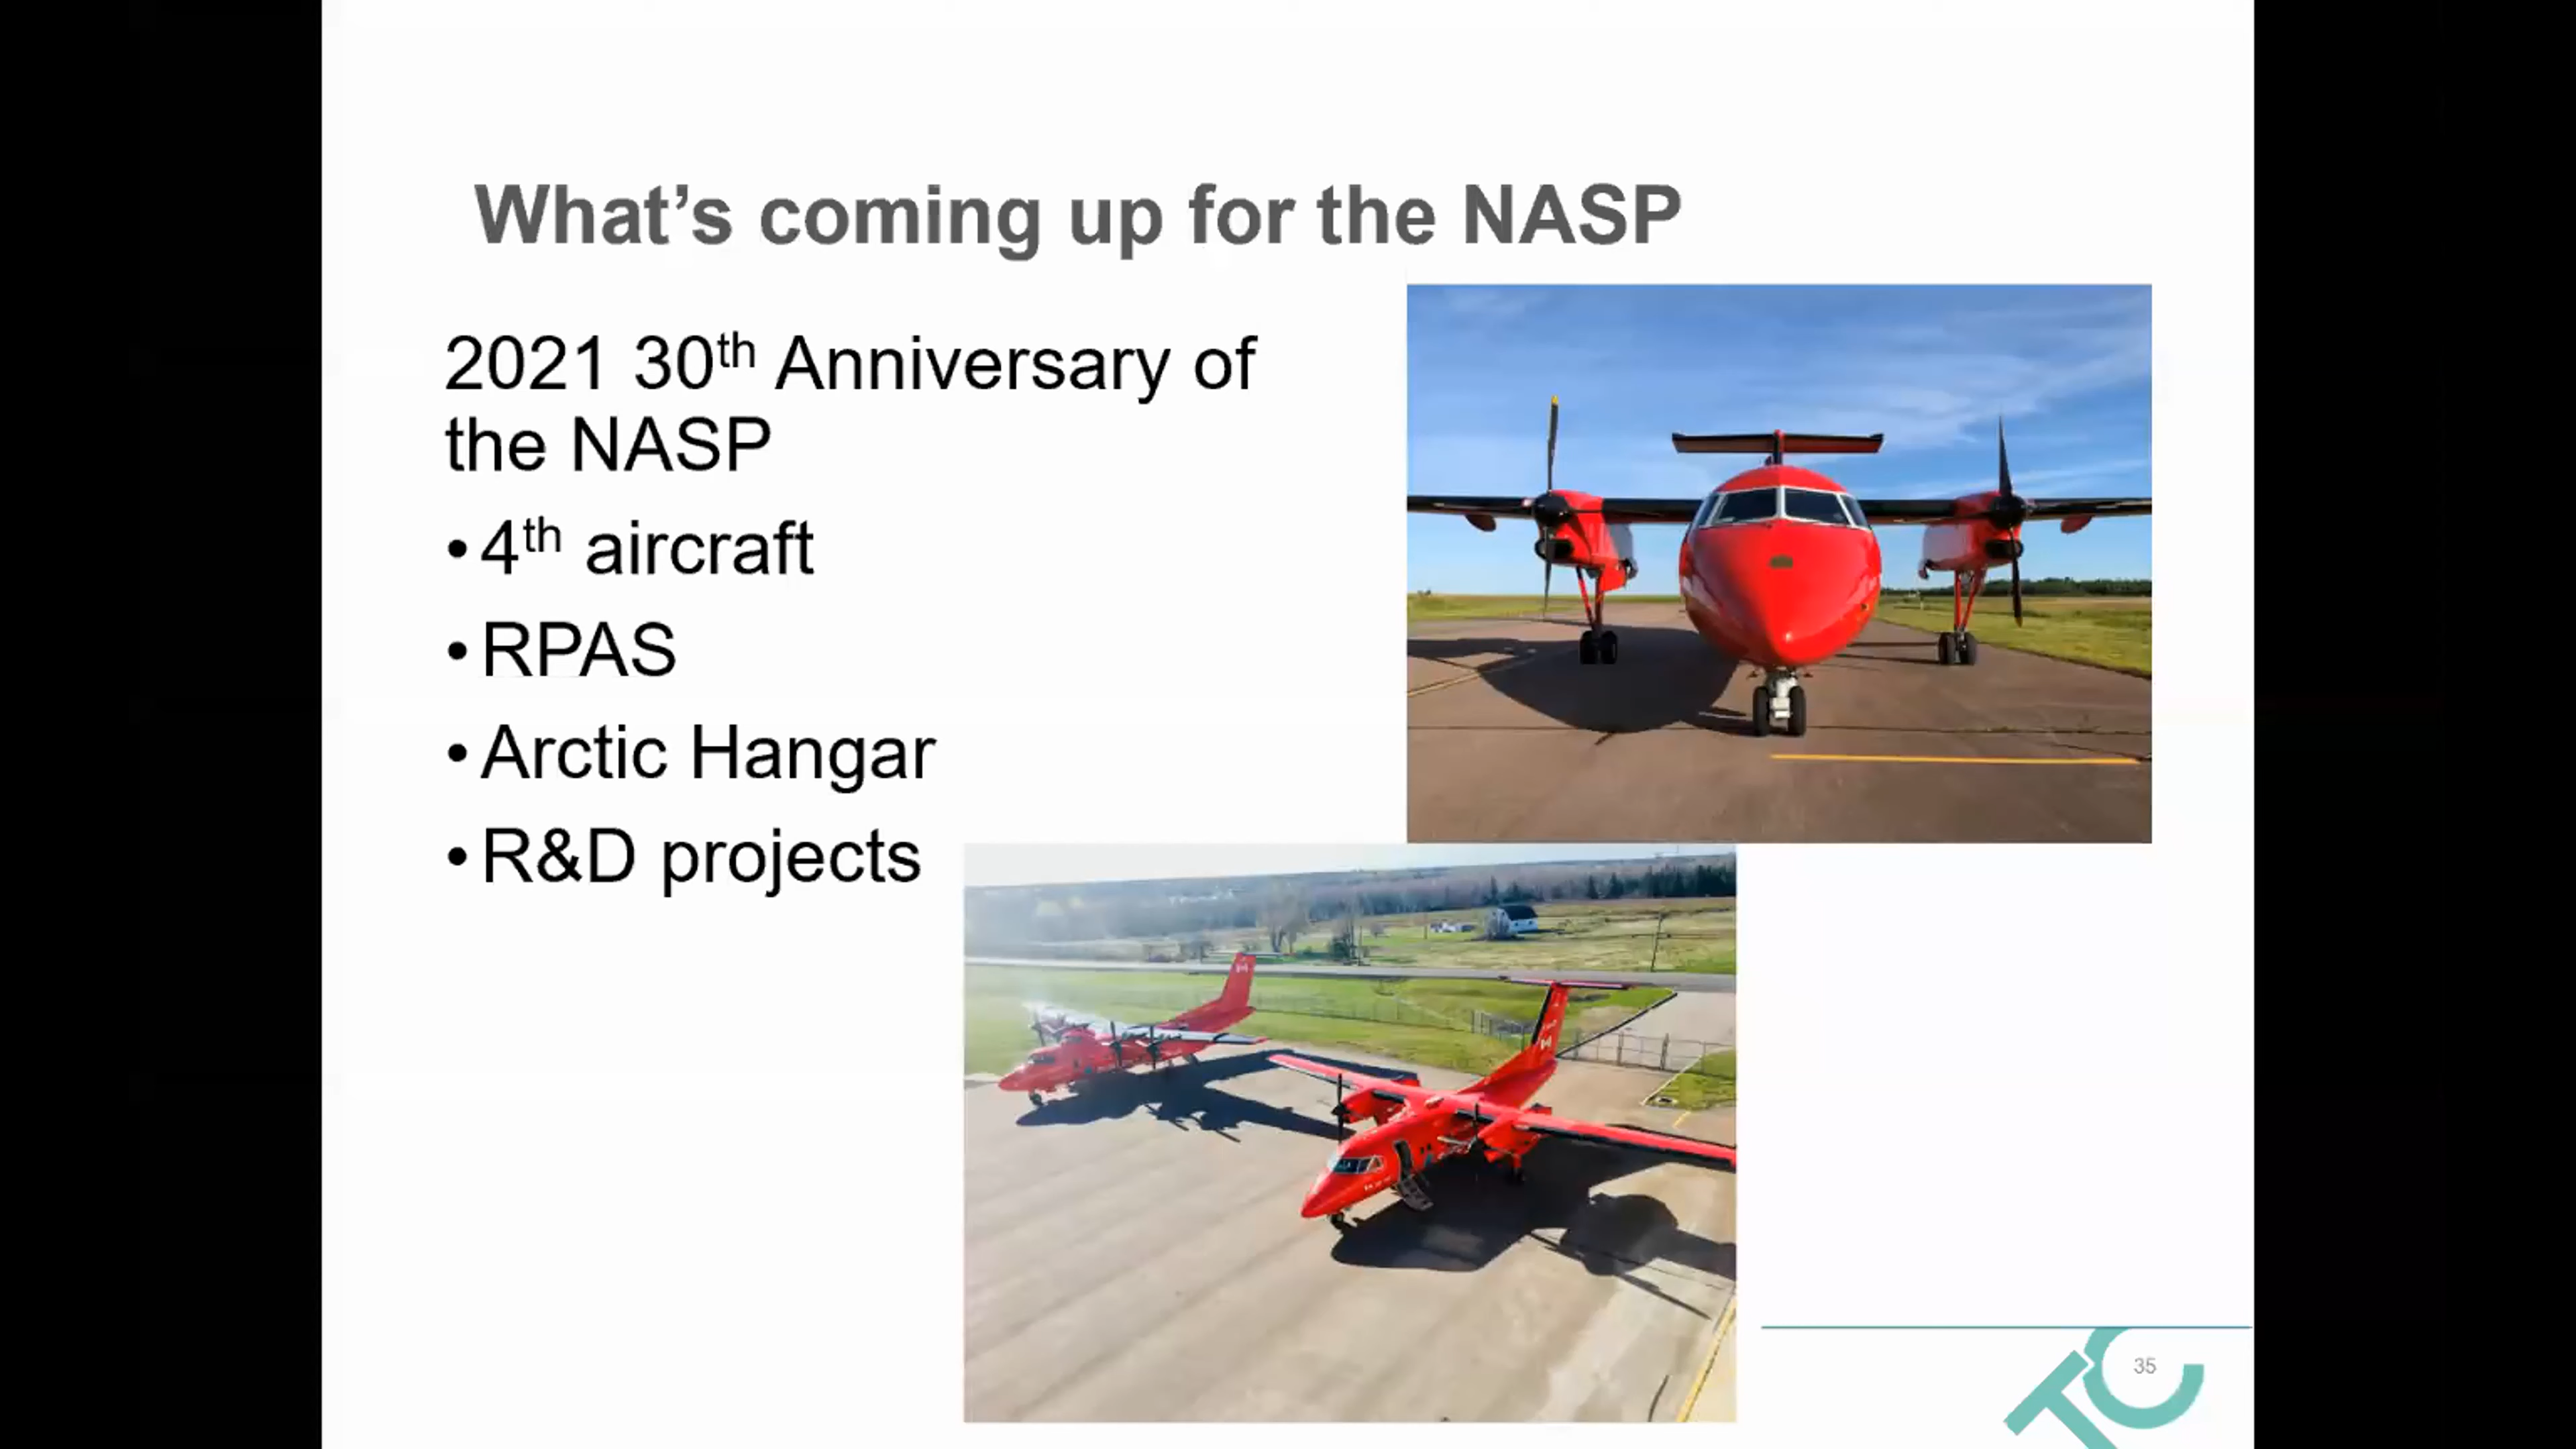 What's coming up for the NASP
2021 30th Anniversary of
the NASP
•4th aircraft
•RPAS
•Arctic Hangar
•R&D projects
TC
35